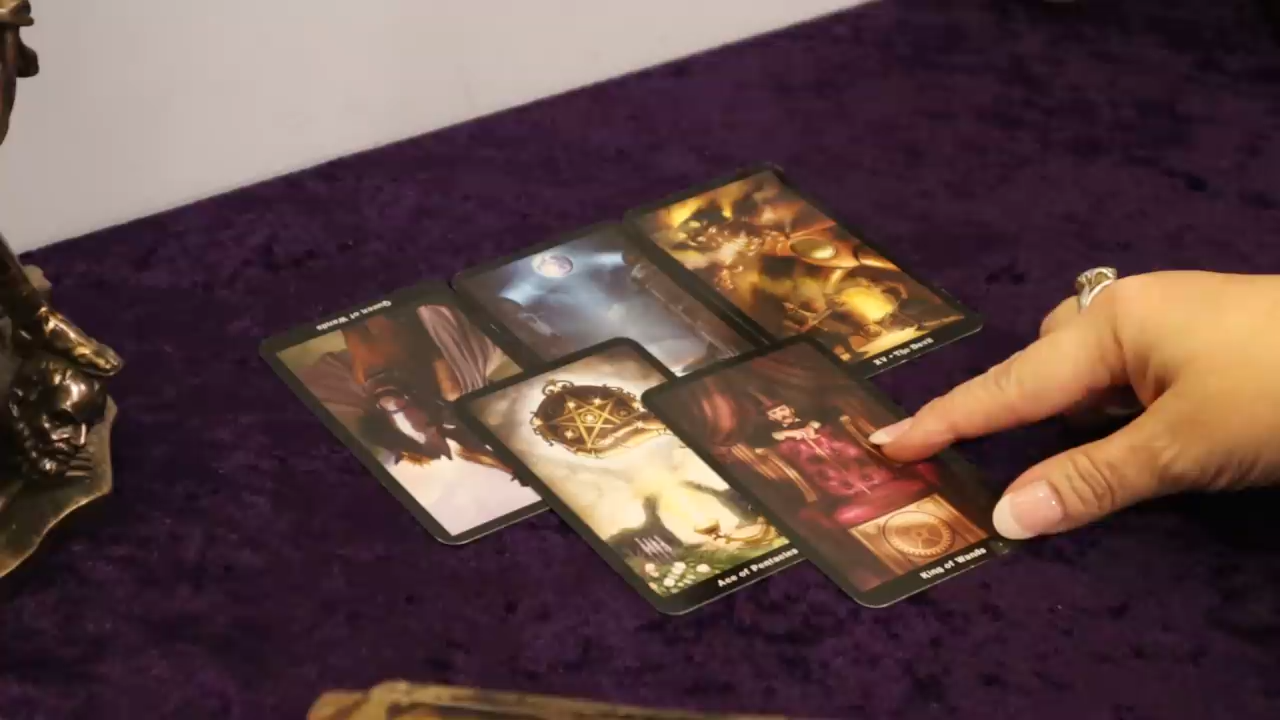 Queen of Wands
XV - The Devil
Ace of Pentacles
King of Wands